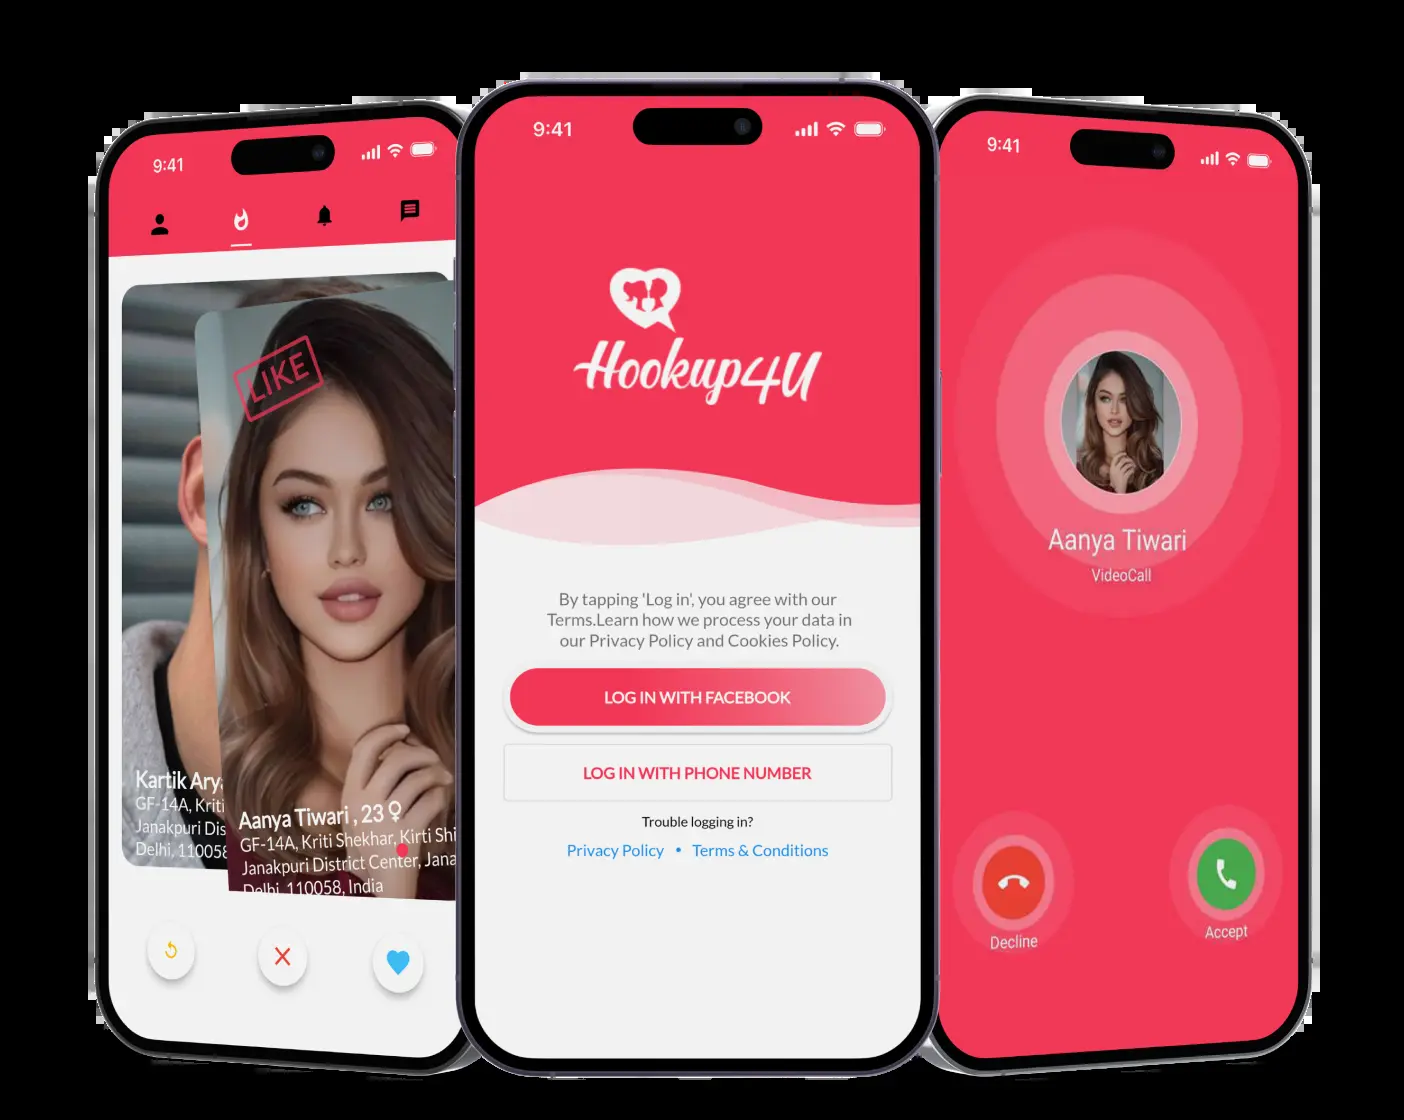 9:41
LIKE
Kartik Ary
GF-14A, Kriti
Janakpuri Dis
Delhi, 110058
Aanya Tiwari , 23
GF-14A, Kriti Shekhar, Kirti Shi
Janakpuri District Center, Jana
Delhi, 110058, India
9:41
Hookup4U
By tapping 'Log in', you agree with our
Terms.Learn how we process your data in
our Privacy Policy and Cookies Policy.
LOG IN WITH FACEBOOK
LOG IN WITH PHONE NUMBER
Trouble logging in?
Privacy Policy • Terms & Conditions
9:41
Aanya Tiwari
VideoCall
Decline
Accept